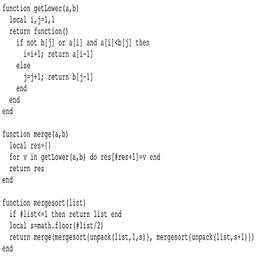 function getLower(a,b)
  local i,j=1,1
  return function()
    if not b[j] or a[i] and a[i]<b[j] then
      i=i+1; return a[i-1]
    else
      j=j+1; return b[j-1]
    end
  end
end

function merge(a,b)
  local res={}
  for v in getLower(a,b) do res[#res+1]=v end
  return res
end

function mergesort(list)
  if #list<=1 then return list end
  local s=math.floor(#list/2)
  return merge(mergesort{unpack(list,1,s)}, mergesort{unpack(list,s+1)})
end